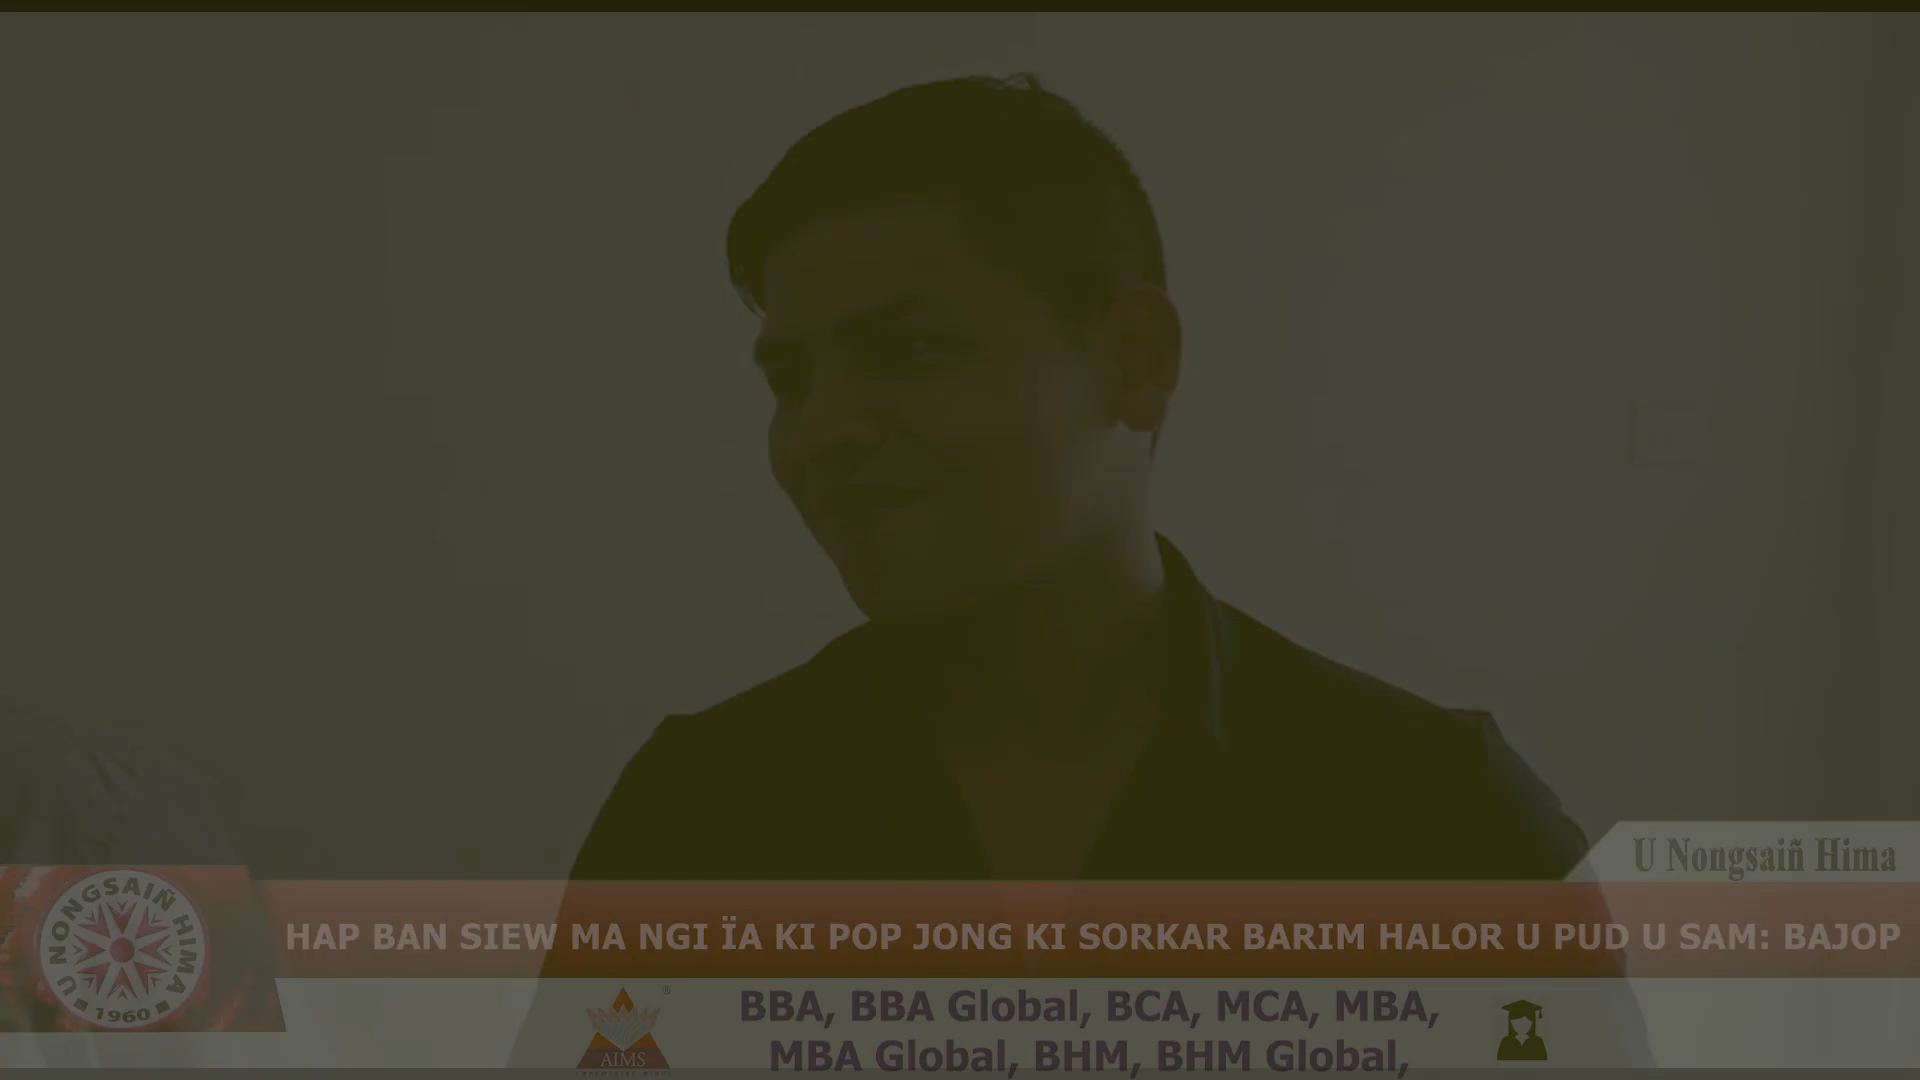 U Nongsaiñ Hima
U NONGSAIÑ HIMA
1960
HAP BAN SIEW MA NGI ÏA KI POP JONG KI SORKAR BARIM HALOR U PUD U SAM: BAJOP
AIMS
®
BBA, BBA Global, BCA, MCA, MBA,
MBA Global, BHM, BHM Global,